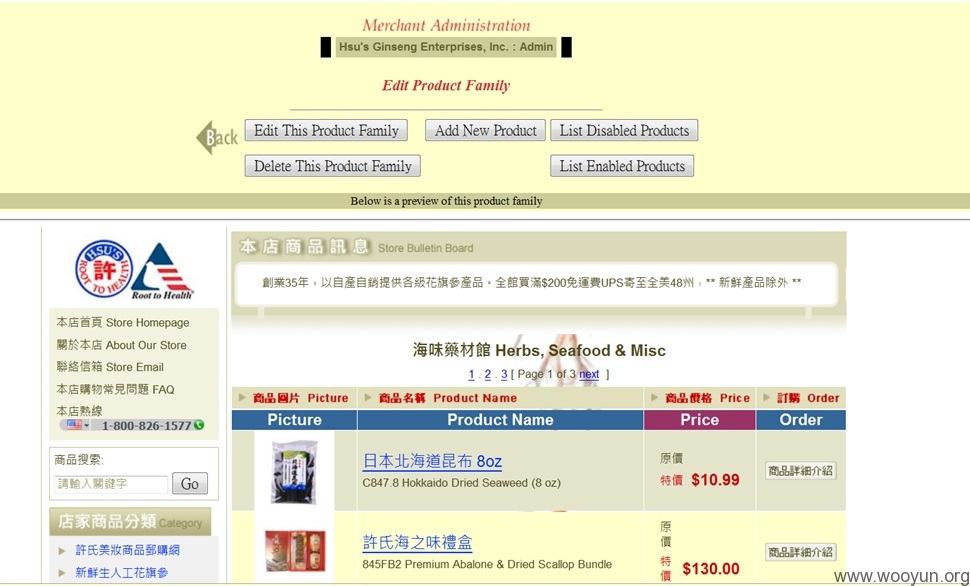 Merchant Administration
Hsu's Ginseng Enterprises, Inc. : Admin
Edit Product Family
Back
Edit This Product Family
Add New Product
List Disabled Products
Delete This Product Family
List Enabled Products
Below is a preview of this product family
HSU'S
許
ROOT TO HEALTH
Root to Health
本店首頁 Store Homepage
關於本店 About Our Store
聯絡信箱 Store Email
本店購物常見問題 FAQ
本店熱線
1-800-826-1577
商品搜索:
請輸入關鍵字
Go
店家商品分類 Category
許氏美妝商品郵購網
新鮮生人工花旗參
本店商品訊息 Store Bulletin Board
創業35年，以自產自銷提供各級花旗參產品。全館買滿$200免運費UPS寄至全美48州，** 新鮮產品除外 **
海味藥材館 Herbs, Seafood & Misc
1 . 2 . 3 [ Page 1 of 3 next ]
商品圖片 Picture
商品名稱 Product Name
商品價格 Price
訂購 Order
Picture
Product Name
Price
Order
日本北海道昆布 8oz
C847.8 Hokkaido Dried Seaweed (8 oz)
原價
特價 $10.99
商品詳細介紹
許氏海之味禮盒
845FB2 Premium Abalone & Dried Scallop Bundle
原價
特價 $130.00
商品詳細介紹
www.wooyun.org